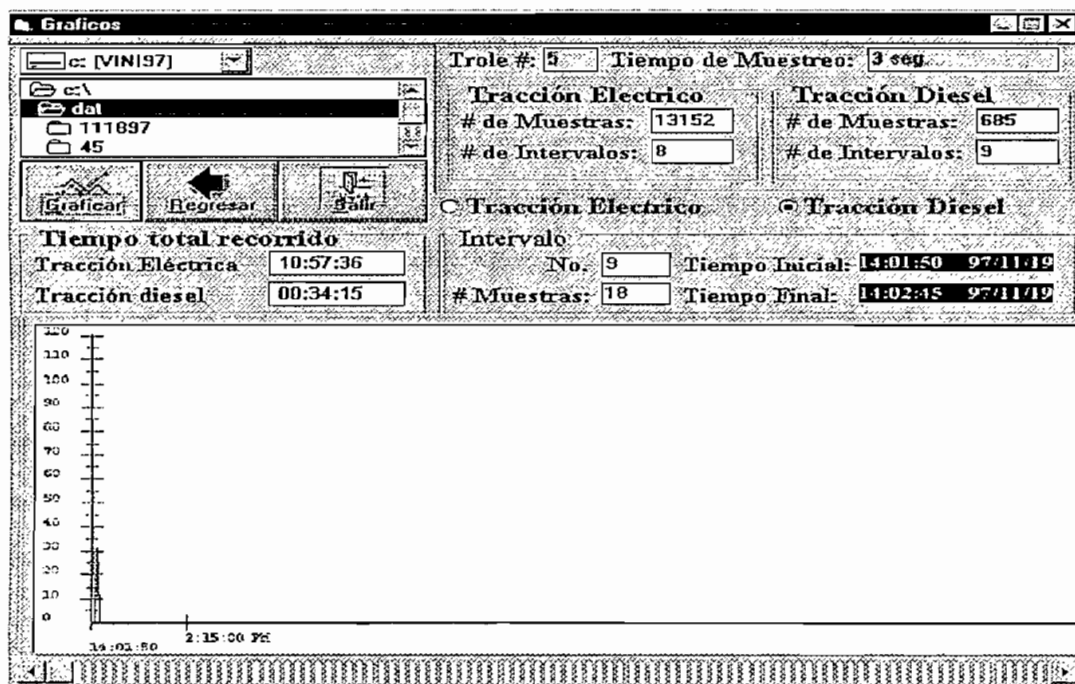 Graficos
c: [VINI97]
c:\
dat
111897
45
Graficar Regresar Salir
Trole #: 5 Tiempo de Muestreo: 3 seg.
Tracción Electrico
# de Muestras: 13152
# de Intervalos: 8
Tracción Diesel
# de Muestras: 685
# de Intervalos: 9
Tracción Electrico Tracción Diesel
Tiempo total recorrido
Tracción Eléctrica 10:57:36
Tracción diesel 00:34:15
Intervalo
No. 9 Tiempo Inicial: 14:01:50 97/11/19
# Muestras: 18 Tiempo Final: 14:02:45 97/11/19
120
110
100
90
80
70
60
50
40
30
20
10
0
14:01:50
2:15:00 PM